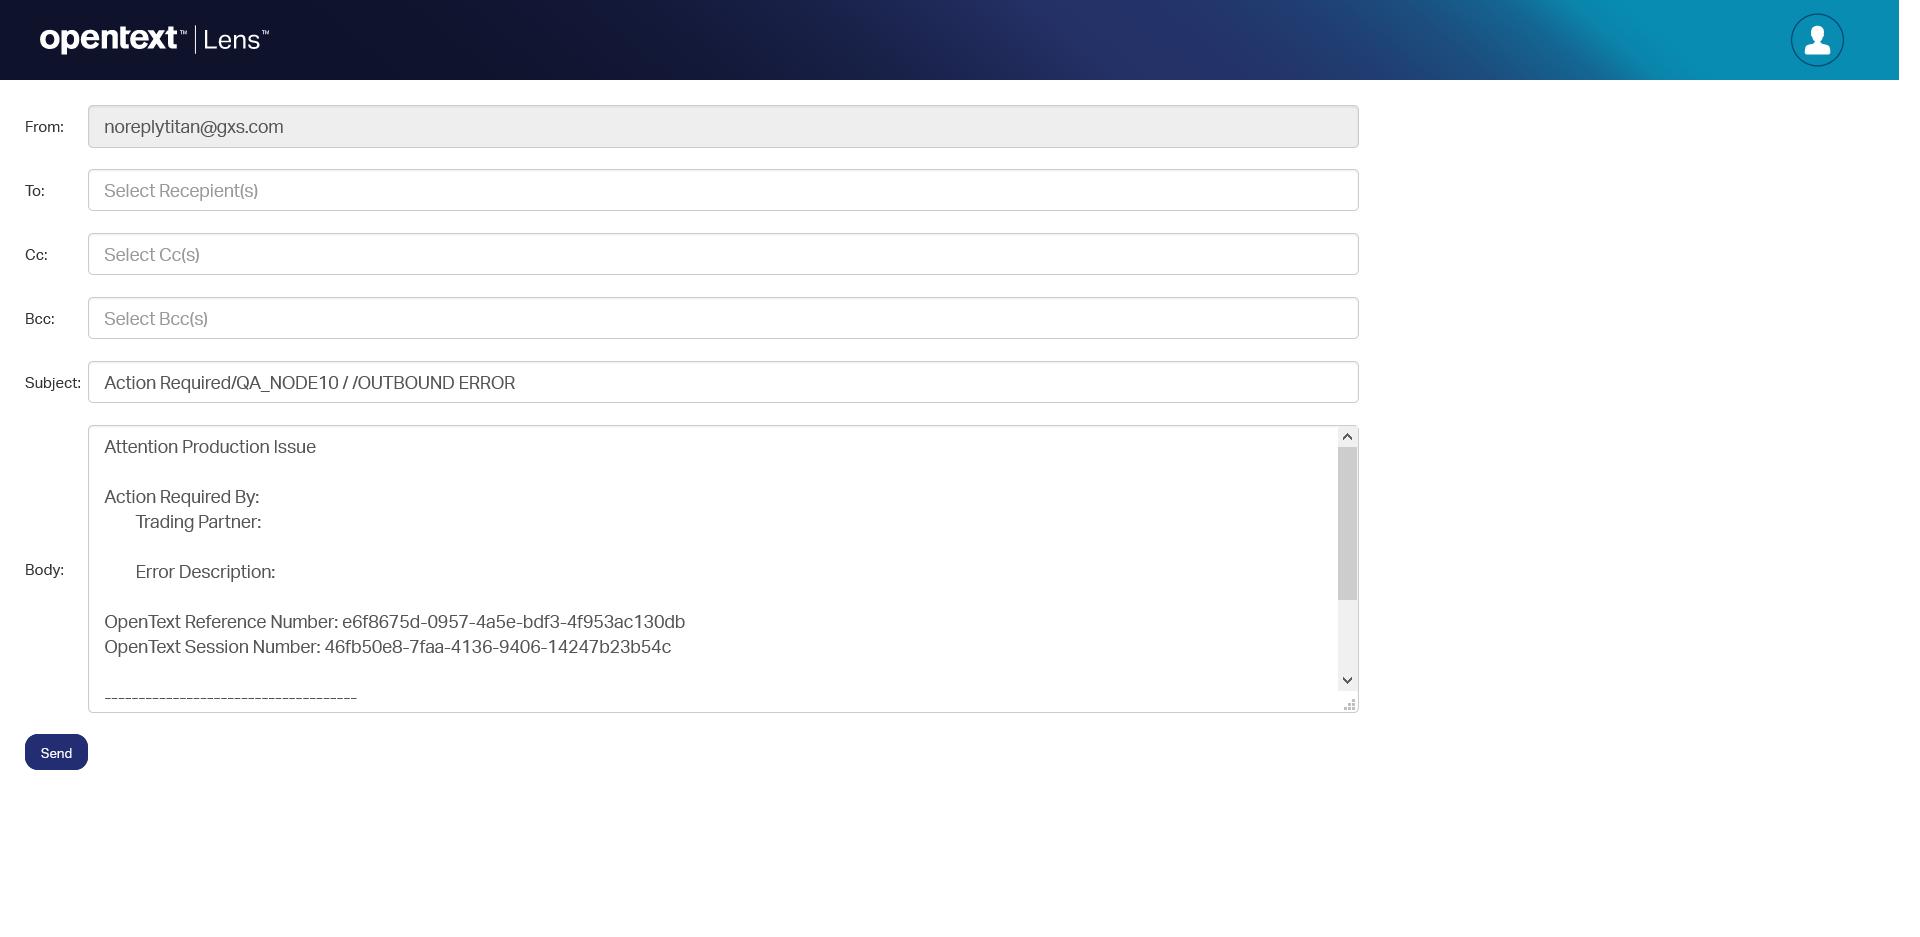 opentext™ | Lens™
From: noreplytitan@gxs.com
To: Select Recepient(s)
Cc: Select Cc(s)
Bcc: Select Bcc(s)
Subject: Action Required/QA_NODE10 / /OUTBOUND ERROR
Body:
Attention Production Issue
Action Required By:
Trading Partner:
Error Description:
OpenText Reference Number: e6f8675d-0957-4a5e-bdf3-4f953ac130db
OpenText Session Number: 46fb50e8-7faa-4136-9406-14247b23b54c
-------------------------------------
Send